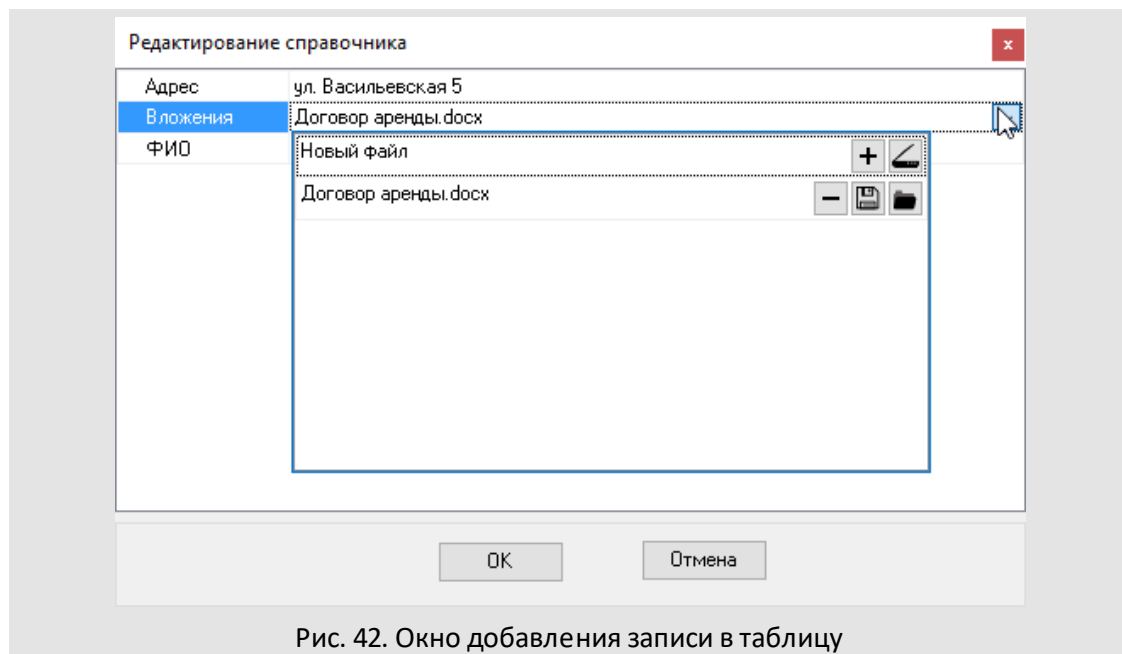 Редактирование справочника
Адрес ул. Васильевская 5
Вложения Договор аренды.docx
ФИО
Новый файл
Договор аренды.docx
OK Отмена
Рис. 42. Окно добавления записи в таблицу